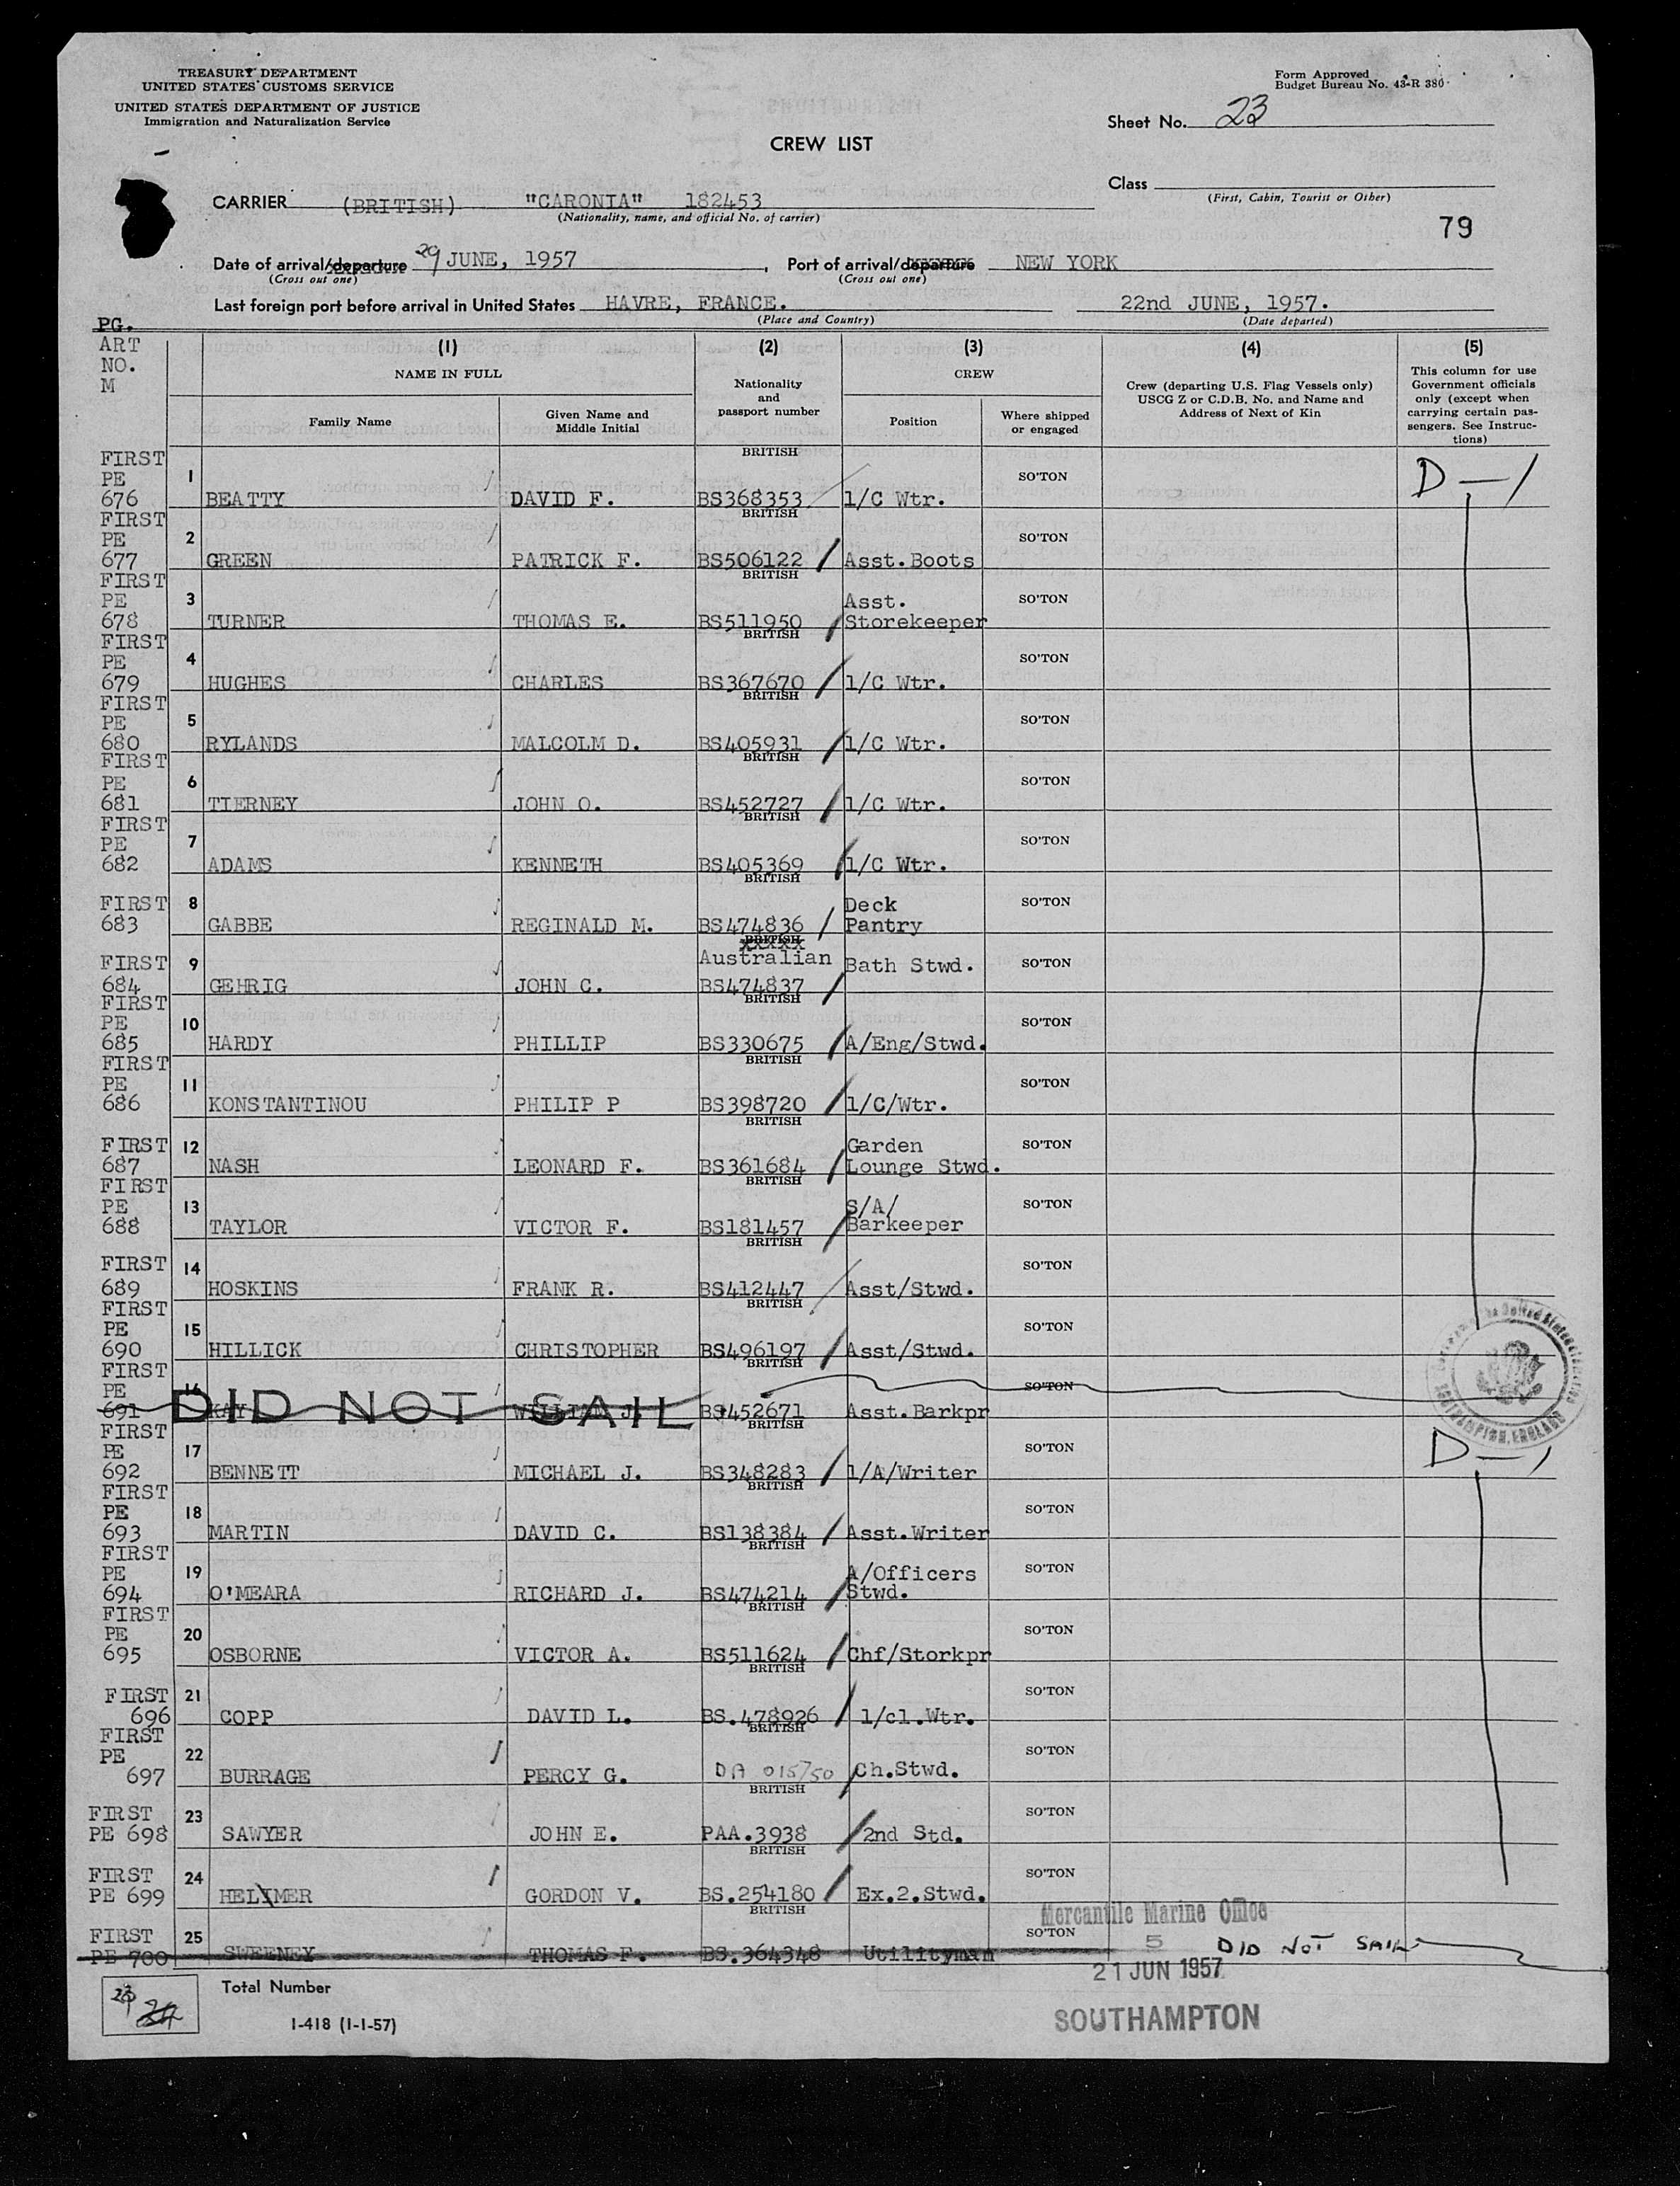 TREASURY DEPARTMENT
UNITED STATES CUSTOMS SERVICE
UNITED STATES DEPARTMENT OF JUSTICE
Immigration and Naturalization Service
Form Approved
Budget Bureau No. 43-R 380
Sheet No. 23
CREW LIST
Class
(First, Cabin, Tourist or Other)
CARRIER (BRITISH) "CARONIA" 182453
(Nationality, name, and official No. of carrier)
79
Date of arrival/departure 29 JUNE, 1957, Port of arrival/departure NEW YORK
(Cross out one) (Cross out one)
Last foreign port before arrival in United States HAVRE, FRANCE. 22nd JUNE, 1957.
(Place and Country) (Date departed)
PG.
ART
NO.
M
(1) (2) (3) (4) (5)
NAME IN FULL
Family Name
Given Name and
Middle Initial
Nationality
and
passport number
CREW
Position
Where shipped
or engaged
Crew (departing U.S. Flag Vessels only)
USCG Z or C.D.B. No. and Name and
Address of Next of Kin
This column for use
Government officials
only (except when
carrying certain pas-
sengers. See Instruc-
tions)
FIRST BRITISH
PE 1 SO'TON D-1
676 BEATTY DAVID F. BS368353 1/C Wtr.
FIRST BRITISH
PE 2 SO'TON
677 GREEN PATRICK F. BS506122 / Asst.Boots
FIRST BRITISH
PE 3 Asst. SO'TON
678 TURNER THOMAS E. BS511950 / Storekeeper
FIRST BRITISH
PE 4 SO'TON
679 HUGHES CHARLES BS367670 / 1/C Wtr.
FIRST BRITISH
PE 5 SO'TON
680 RYLANDS MALCOLM D. BS405931 / 1/C Wtr.
FIRST BRITISH
PE 6 SO'TON
681 TIERNEY JOHN O. BS452727 / 1/C Wtr.
FIRST BRITISH
PE 7 SO'TON
682 ADAMS KENNETH BS405369 / 1/C Wtr.
BRITISH
FIRST 8 Deck SO'TON
683 GABBE REGINALD M. BS474836 / Pantry
BRITISH
FIRST 9 Australian Bath Stwd. SO'TON
684 GEHRIG JOHN C. BS474837 /
FIRST BRITISH
PE 10 SO'TON
685 HARDY PHILLIP BS330675 / A/Eng/Stwd.
FIRST BRITISH
PE 11 SO'TON
686 KONSTANTINOU PHILIP P BS398720 / 1/C/Wtr.
BRITISH
FIRST 12 Garden SO'TON
687 NASH LEONARD F. BS361684 / Lounge Stwd.
FIRST BRITISH
PE 13 S/A/ SO'TON
688 TAYLOR VICTOR F. BS181457 / Barkeeper
BRITISH
FIRST 14 SO'TON
689 HOSKINS FRANK R. BS412447 / Asst/Stwd.
FIRST BRITISH
PE 15 SO'TON
690 HILLICK CHRISTOPHER BS496197 / Asst/Stwd.
FIRST BRITISH
PE 16 SO'TON
691 KAY WILLIAM J. BS452671 Asst.Barkpr
DID NOT SAIL
SOUTHAMPTON, ENGLAND
FIRST BRITISH
PE 17 SO'TON D-1
692 BENNETT MICHAEL J. BS348283 / 1/A/Writer
FIRST BRITISH
PE 18 SO'TON
693 MARTIN DAVID C. BS138384 / Asst.Writer
FIRST BRITISH
PE 19 A/Officers SO'TON
694 O'MEARA RICHARD J. BS474214 / Stwd.
FIRST BRITISH
PE 20 SO'TON
695 OSBORNE VICTOR A. BS511624 / Chf/Storkpr
BRITISH
FIRST 21 SO'TON
696 COPP DAVID L. BS.478926 / 1/cl.Wtr.
FIRST BRITISH
PE 22 SO'TON
697 BURRAGE PERCY G. DA 015750 / Ch.Stwd.
BRITISH
FIRST 23 SO'TON
PE 698 SAWYER JOHN E. PAA.3938 / 2nd Std.
BRITISH
FIRST 24 SO'TON
PE 699 HELYMER GORDON V. BS.254180 / Ex.2.Stwd.
BRITISH
FIRST 25 SO'TON
PE 700 SWEENEY THOMAS F. BS.364348 Utilityman DID NOT SAIL
Mercantile Marine Office
5
21 JUN 1957
SOUTHAMPTON
23
Total Number
I-418 (1-1-57)